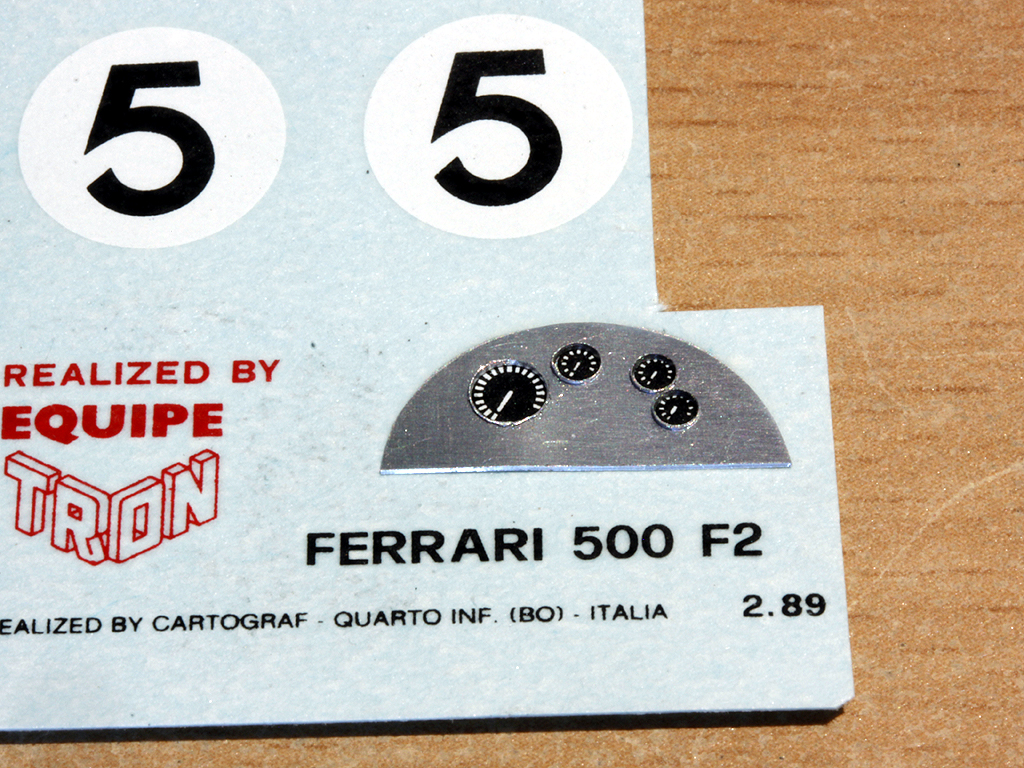 5 5
REALIZED BY
EQUIPE
TRON
FERRARI 500 F2
EALIZED BY CARTOGRAF - QUARTO INF. (BO) - ITALIA 2.89